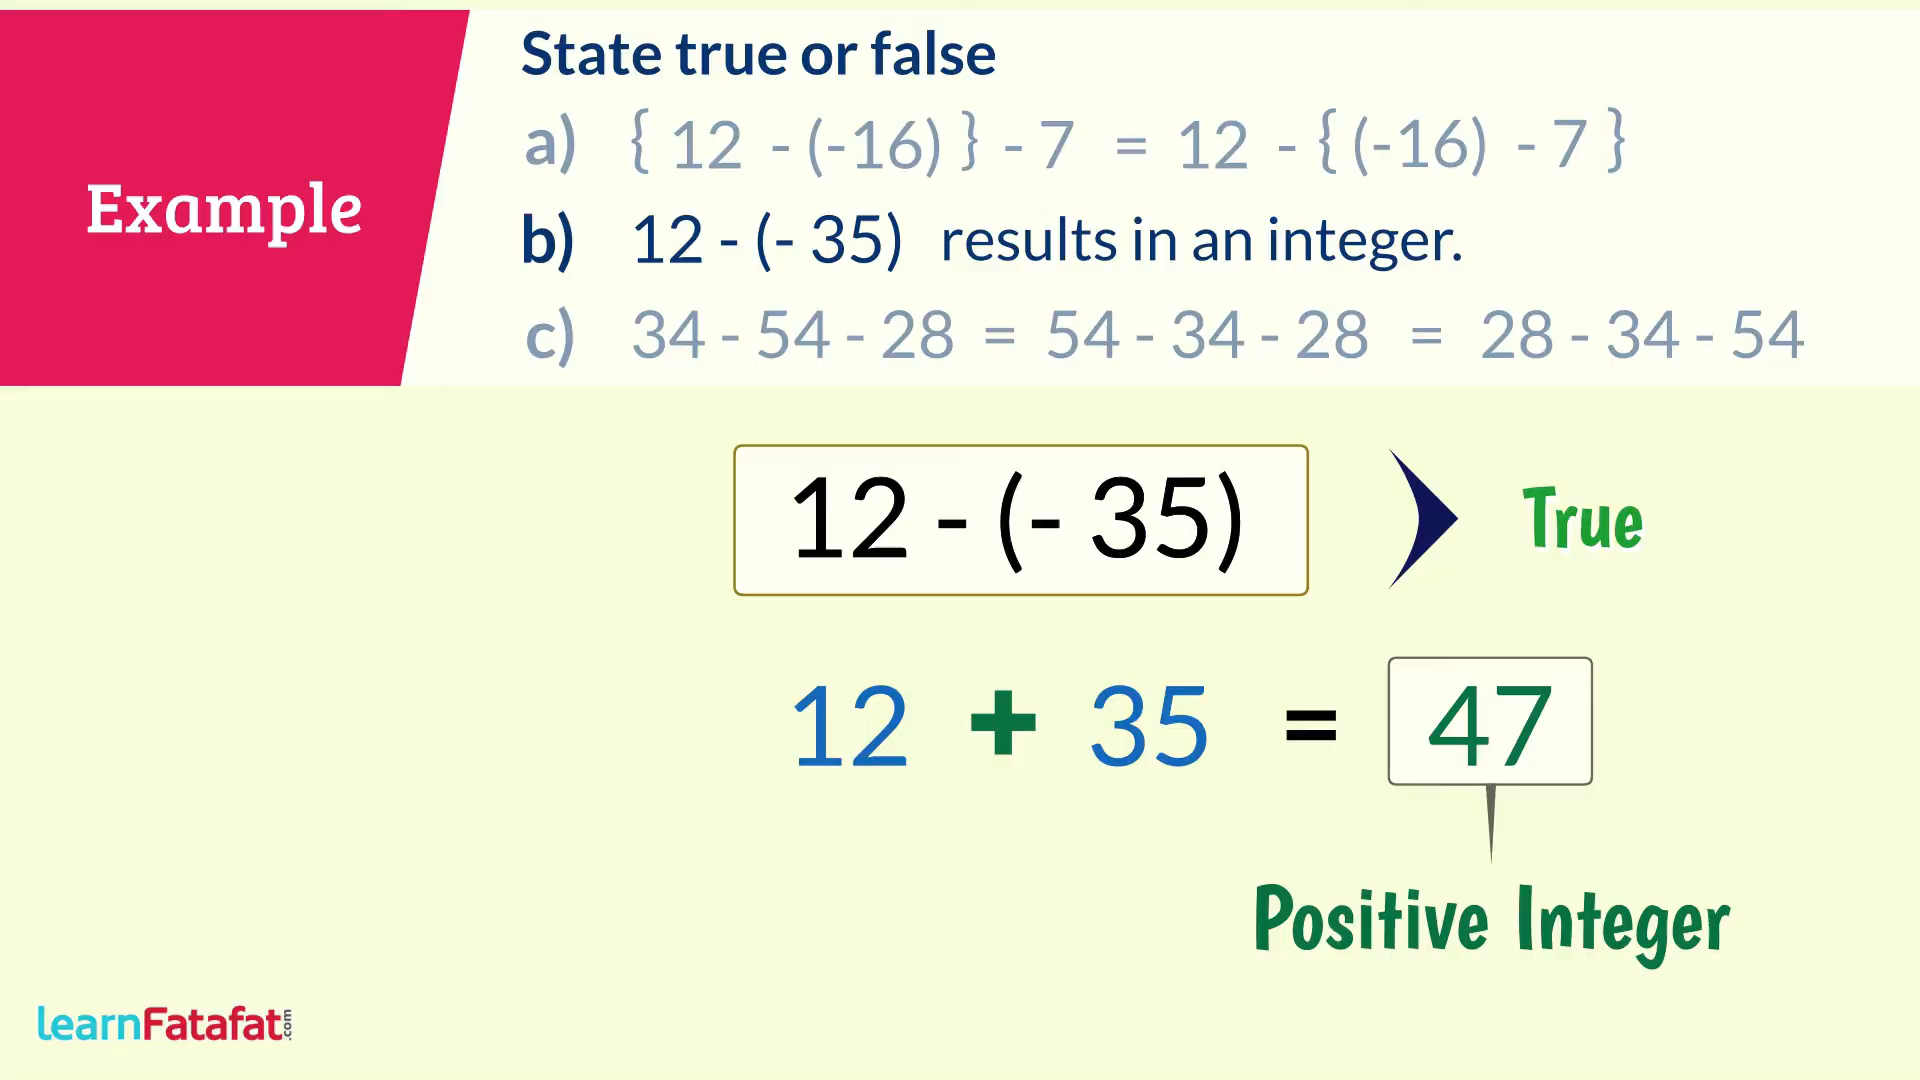 Example
State true or false
a) { 12 - (-16) } - 7 = 12 - { (-16) - 7 }
b) 12 - (- 35) results in an integer.
c) 34 - 54 - 28 = 54 - 34 - 28 = 28 - 34 - 54
12 - (- 35) True
12 + 35 = 47
Positive Integer
learnFatafat.com